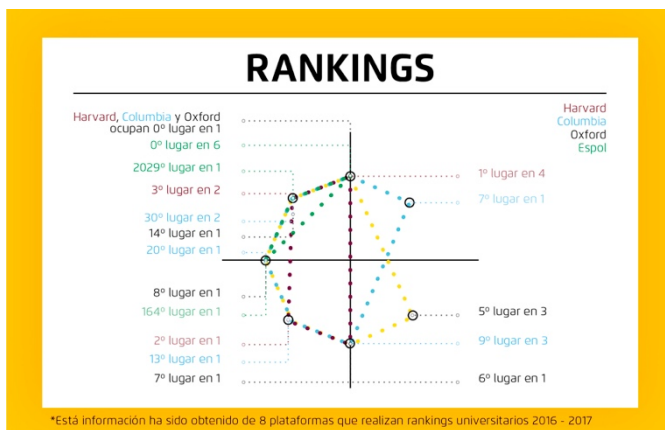 RANKINGS
Harvard, Columbia y Oxford
ocupan 0º lugar en 1
0º lugar en 6
2029º lugar en 1
3º lugar en 2
30º lugar en 2
14º lugar en 1
20º lugar en 1
8º lugar en 1
164º lugar en 1
2º lugar en 1
13º lugar en 1
7º lugar en 1
Harvard
Columbia
Oxford
Espol
1º lugar en 4
7º lugar en 1
5º lugar en 3
9º lugar en 3
6º lugar en 1
*Está información ha sido obtenido de 8 plataformas que realizan rankings universitarios 2016 - 2017